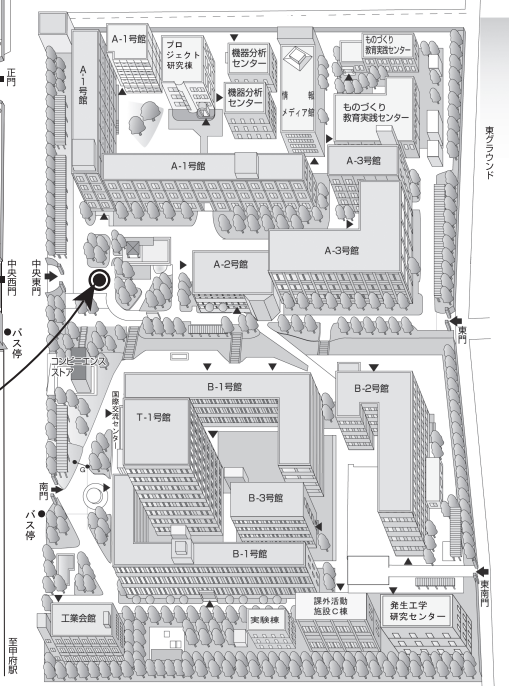 正門
A-1号館
A-1号館
プロ
ジェクト
研究棟
機器分析
センター
機器分析
センター
情 報
メディア館
ものづくり
教育実践センター
ものづくり
教育実践センター
東グラウンド
A-1号館
A-3号館
A-3号館
A-2号館
中央東門
中央西門
バス停
東門
コンビニエンス
ストア
国際交流センター
B-1号館
T-1号館
B-2号館
B-3号館
G
南門
バス停
B-1号館
東南門
工業会館
実験棟
課外活動
施設C棟
発生工学
研究センター
至甲府駅